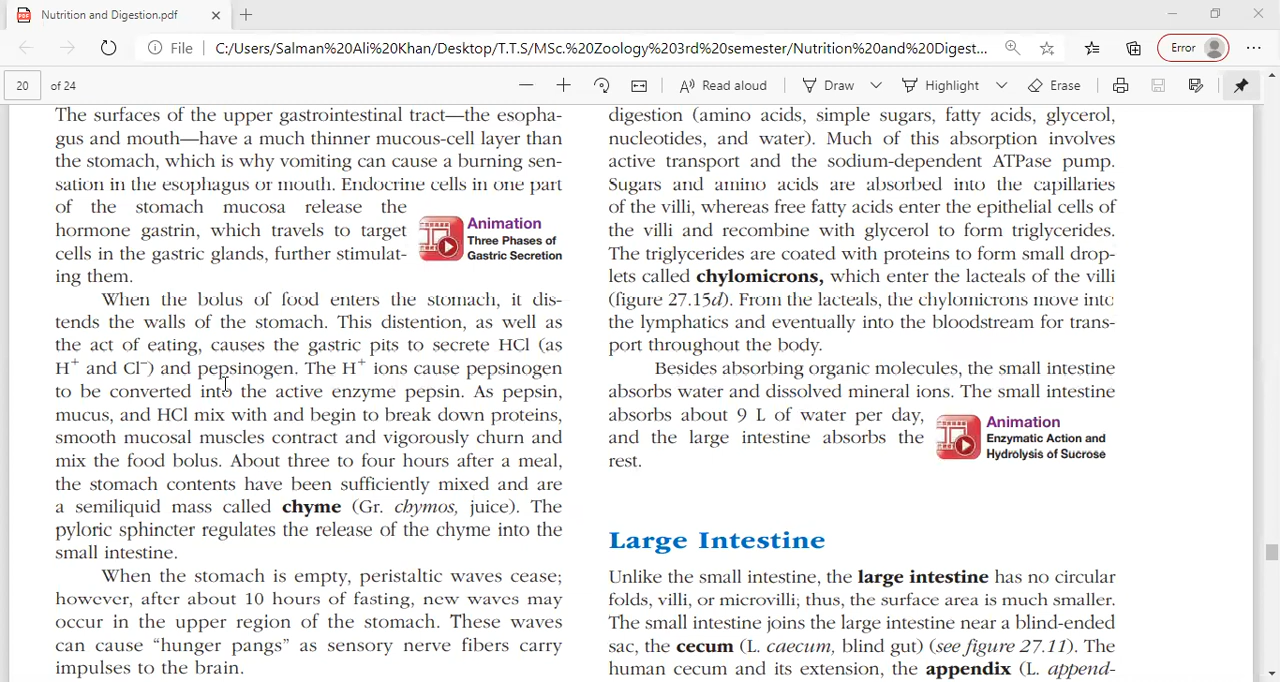 Nutrition and Digestion.pdf
File
C:/Users/Salman%20Ali%20Khan/Desktop/T.T.S/MSc.%20Zoology%203rd%20semester/Nutrition%20and%20Digest...
Error
20 of 24
Read aloud
Draw
Highlight
Erase
The surfaces of the upper gastrointestinal tract—the esopha-
gus and mouth—have a much thinner mucous-cell layer than
the stomach, which is why vomiting can cause a burning sen-
sation in the esophagus or mouth. Endocrine cells in one part
of the stomach mucosa release the
hormone gastrin, which travels to target
cells in the gastric glands, further stimulat-
ing them.
Animation
Three Phases of
Gastric Secretion
When the bolus of food enters the stomach, it dis-
tends the walls of the stomach. This distention, as well as
the act of eating, causes the gastric pits to secrete HCl (as
H⁺ and Cl⁻) and pepsinogen. The H⁺ ions cause pepsinogen
to be converted into the active enzyme pepsin. As pepsin,
mucus, and HCl mix with and begin to break down proteins,
smooth mucosal muscles contract and vigorously churn and
mix the food bolus. About three to four hours after a meal,
the stomach contents have been sufficiently mixed and are
a semiliquid mass called chyme (Gr. chymos, juice). The
pyloric sphincter regulates the release of the chyme into the
small intestine.
When the stomach is empty, peristaltic waves cease;
however, after about 10 hours of fasting, new waves may
occur in the upper region of the stomach. These waves
can cause “hunger pangs” as sensory nerve fibers carry
impulses to the brain.
digestion (amino acids, simple sugars, fatty acids, glycerol,
nucleotides, and water). Much of this absorption involves
active transport and the sodium-dependent ATPase pump.
Sugars and amino acids are absorbed into the capillaries
of the villi, whereas free fatty acids enter the epithelial cells of
the villi and recombine with glycerol to form triglycerides.
The triglycerides are coated with proteins to form small drop-
lets called chylomicrons, which enter the lacteals of the villi
(figure 27.15d). From the lacteals, the chylomicrons move into
the lymphatics and eventually into the bloodstream for trans-
port throughout the body.
Besides absorbing organic molecules, the small intestine
absorbs water and dissolved mineral ions. The small intestine
absorbs about 9 L of water per day,
and the large intestine absorbs the
rest.
Animation
Enzymatic Action and
Hydrolysis of Sucrose
Large Intestine
Unlike the small intestine, the large intestine has no circular
folds, villi, or microvilli; thus, the surface area is much smaller.
The small intestine joins the large intestine near a blind-ended
sac, the cecum (L. caecum, blind gut) (see figure 27.11). The
human cecum and its extension, the appendix (L. append-